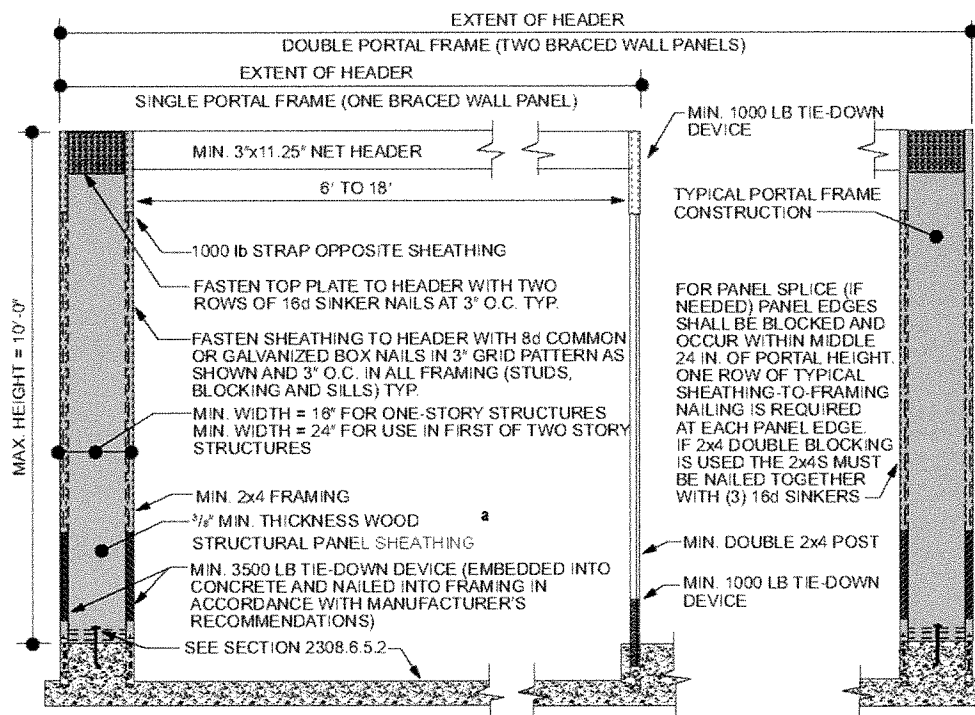 EXTENT OF HEADER
DOUBLE PORTAL FRAME (TWO BRACED WALL PANELS)
EXTENT OF HEADER
SINGLE PORTAL FRAME (ONE BRACED WALL PANEL)
MIN. 1000 LB TIE-DOWN
DEVICE
MIN. 3"x11.25" NET HEADER
6' TO 18'
TYPICAL PORTAL FRAME
CONSTRUCTION
1000 lb STRAP OPPOSITE SHEATHING
FASTEN TOP PLATE TO HEADER WITH TWO
ROWS OF 16d SINKER NAILS AT 3" O.C. TYP.
FASTEN SHEATHING TO HEADER WITH 8d COMMON
OR GALVANIZED BOX NAILS IN 3" GRID PATTERN AS
SHOWN AND 3" O.C. IN ALL FRAMING (STUDS,
BLOCKING AND SILLS) TYP.
FOR PANEL SPLICE (IF
NEEDED) PANEL EDGES
SHALL BE BLOCKED AND
OCCUR WITHIN MIDDLE
24 IN. OF PORTAL HEIGHT.
ONE ROW OF TYPICAL
SHEATHING-TO-FRAMING
NAILING IS REQUIRED
AT EACH PANEL EDGE.
IF 2x4 DOUBLE BLOCKING
IS USED THE 2x4S MUST
BE NAILED TOGETHER
WITH (3) 16d SINKERS
MAX. HEIGHT = 10'-0"
MIN. WIDTH = 16" FOR ONE-STORY STRUCTURES
MIN. WIDTH = 24" FOR USE IN FIRST OF TWO STORY
STRUCTURES
MIN. 2x4 FRAMING
3/8" MIN. THICKNESS WOOD a
STRUCTURAL PANEL SHEATHING
MIN. DOUBLE 2x4 POST
MIN. 3500 LB TIE-DOWN DEVICE (EMBEDDED INTO
CONCRETE AND NAILED INTO FRAMING IN
ACCORDANCE WITH MANUFACTURER'S
RECOMMENDATIONS)
MIN. 1000 LB TIE-DOWN
DEVICE
SEE SECTION 2308.6.5.2